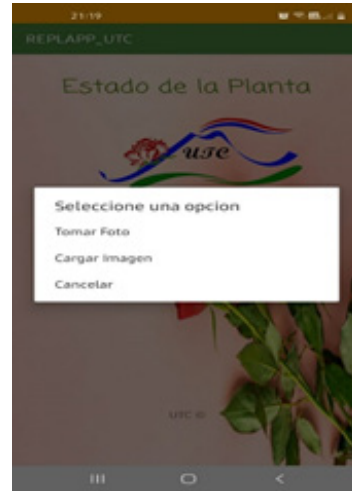 21:19
REPLAPP_UTC
Estado de la Planta
UTC
Seleccione una opcion
Tomar Foto
Cargar Imagen
Cancelar
UTC ©